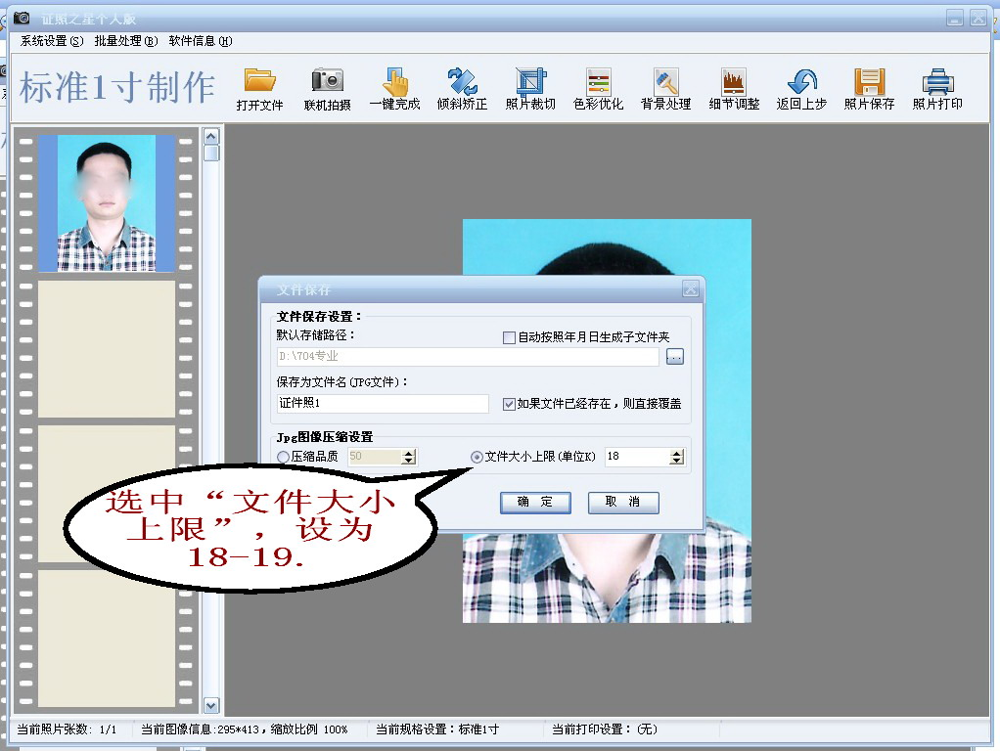 证照之星个人版
系统设置(S) 批量处理(B) 软件信息(H)
标准1寸制作
打开文件 联机拍摄 一键完成 倾斜矫正 照片裁切 色彩优化 背景处理 细节调整 返回上步 照片保存 照片打印
文件保存
文件保存设置：
默认存储路径：
自动按照年月日生成子文件夹
D:\704专业
...
保存为文件名(JPG文件)：
证件照1
如果文件已经存在，则直接覆盖
Jpg图像压缩设置
压缩品质 50 文件大小上限(单位K) 18
确 定 取 消
选中“文件大小
上限”，设为
18-19.
当前照片张数: 1/1 当前图像信息:295*413，缩放比例 100% 当前规格设置：标准1寸 当前打印设置：(无)